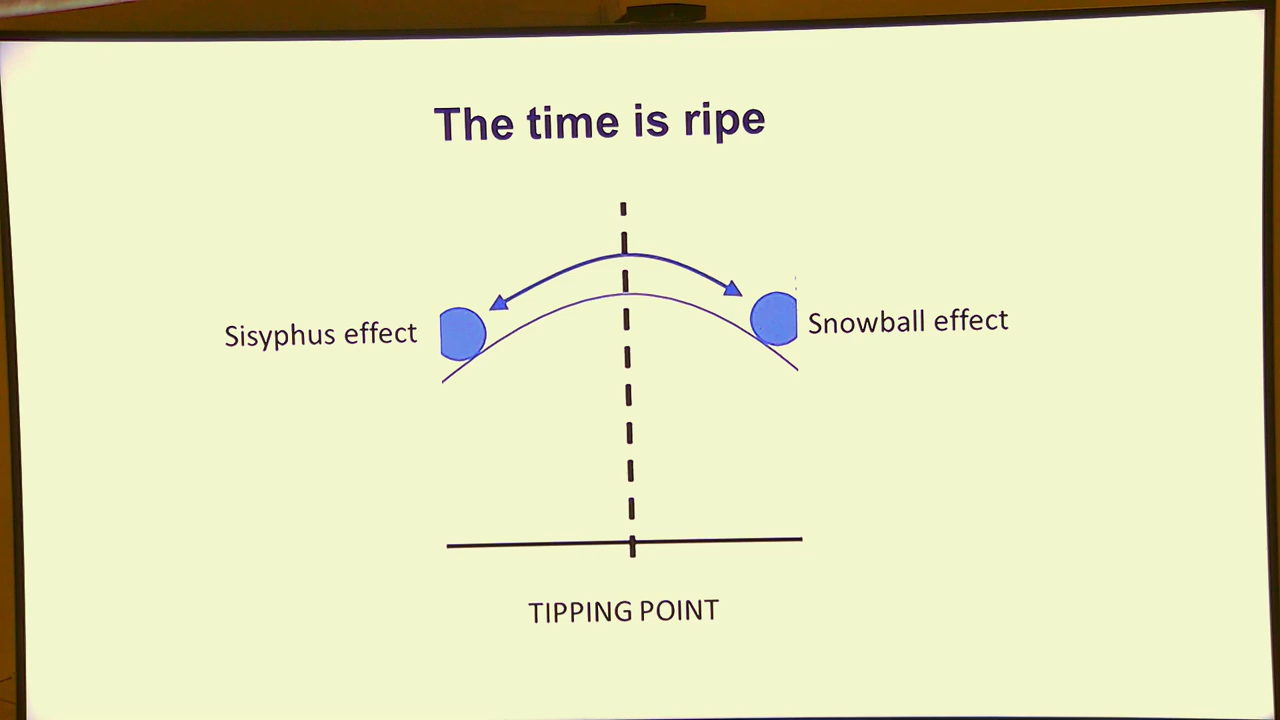 The time is ripe
Sisyphus effect
Snowball effect
TIPPING POINT